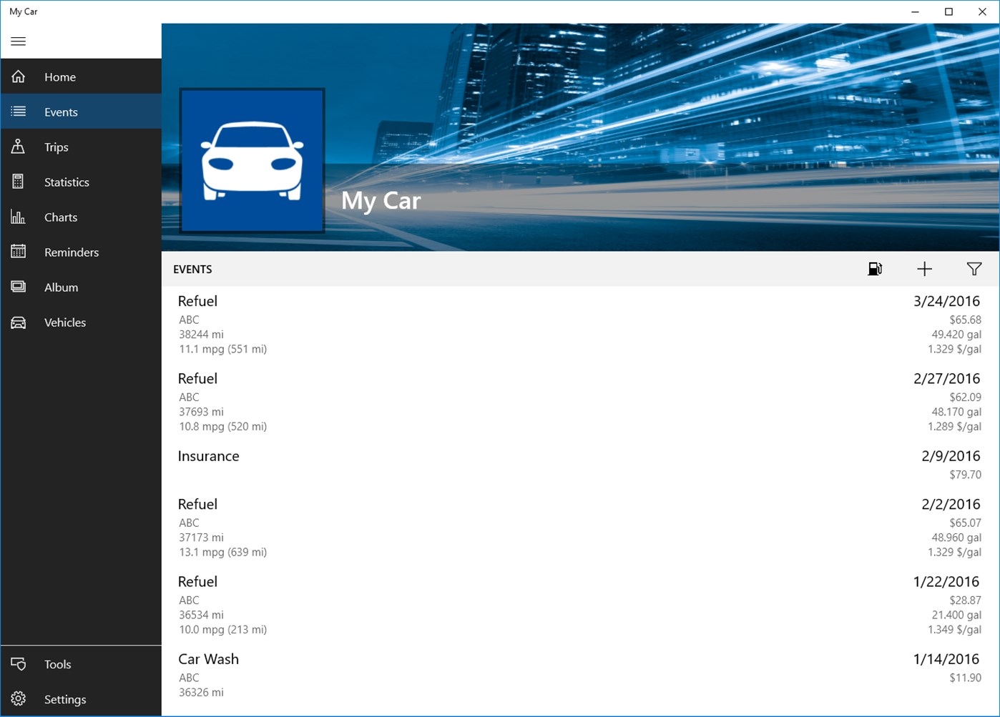 My Car
Home
Events
Trips
Statistics
Charts
Reminders
Album
Vehicles
Tools
Settings
My Car
EVENTS
Refuel 3/24/2016
ABC $65.68
38244 mi 49.420 gal
11.1 mpg (551 mi) 1.329 $/gal
Refuel 2/27/2016
ABC $62.09
37693 mi 48.170 gal
10.8 mpg (520 mi) 1.289 $/gal
Insurance 2/9/2016
$79.70
Refuel 2/2/2016
ABC $65.07
37173 mi 48.960 gal
13.1 mpg (639 mi) 1.329 $/gal
Refuel 1/22/2016
ABC $28.87
36534 mi 21.400 gal
10.0 mpg (213 mi) 1.349 $/gal
Car Wash 1/14/2016
ABC $11.90
36326 mi